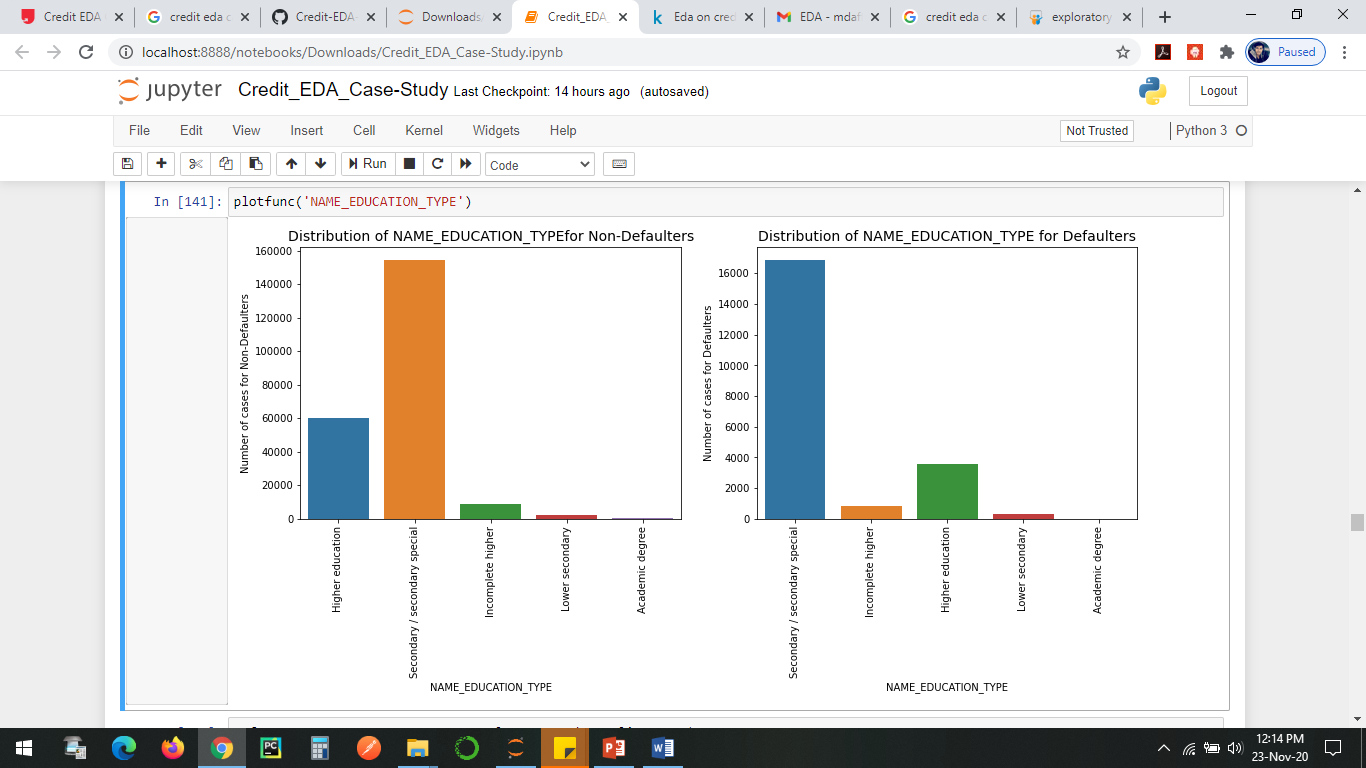 Credit EDA
credit eda c
Credit-EDA-
Downloads
Credit_EDA_
Eda on cred
EDA - mdaf
credit eda c
exploratory
localhost:8888/notebooks/Downloads/Credit_EDA_Case-Study.ipynb
Paused
jupyter Credit_EDA_Case-Study Last Checkpoint: 14 hours ago (autosaved)
Logout
File Edit View Insert Cell Kernel Widgets Help
Not Trusted
Python 3
Run
Code
In [141]: plotfunc('NAME_EDUCATION_TYPE')
Distribution of NAME_EDUCATION_TYPEfor Non-Defaulters
Number of cases for Non-Defaulters
160000
140000
120000
100000
80000
60000
40000
20000
0
Higher education
Secondary / secondary special
Incomplete higher
Lower secondary
Academic degree
NAME_EDUCATION_TYPE
Distribution of NAME_EDUCATION_TYPE for Defaulters
Number of cases for Defaulters
16000
14000
12000
10000
8000
6000
4000
2000
0
Secondary / secondary special
Incomplete higher
Higher education
Lower secondary
Academic degree
NAME_EDUCATION_TYPE
12:14 PM
23-Nov-20